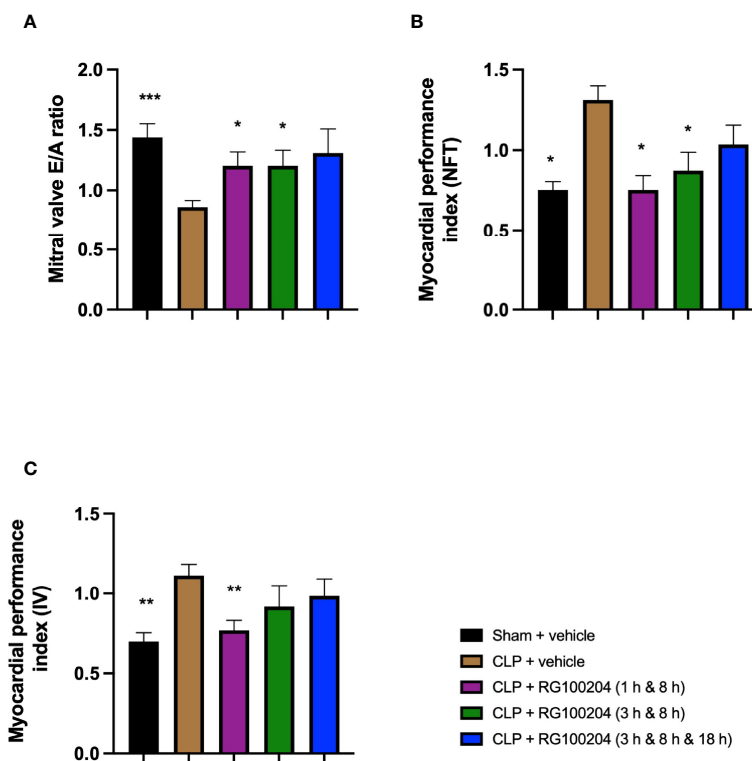 A
Mitral valve E/A ratio
2.0
1.5
1.0
0.5
0.0
***
*
*
B
Myocardial performance
index (NFT)
1.5
1.0
0.5
0.0
*
*
*
C
Myocardial performance
index (IV)
1.5
1.0
0.5
0.0
**
**
Sham + vehicle
CLP + vehicle
CLP + RG100204 (1 h & 8 h)
CLP + RG100204 (3 h & 8 h)
CLP + RG100204 (3 h & 8 h & 18 h)